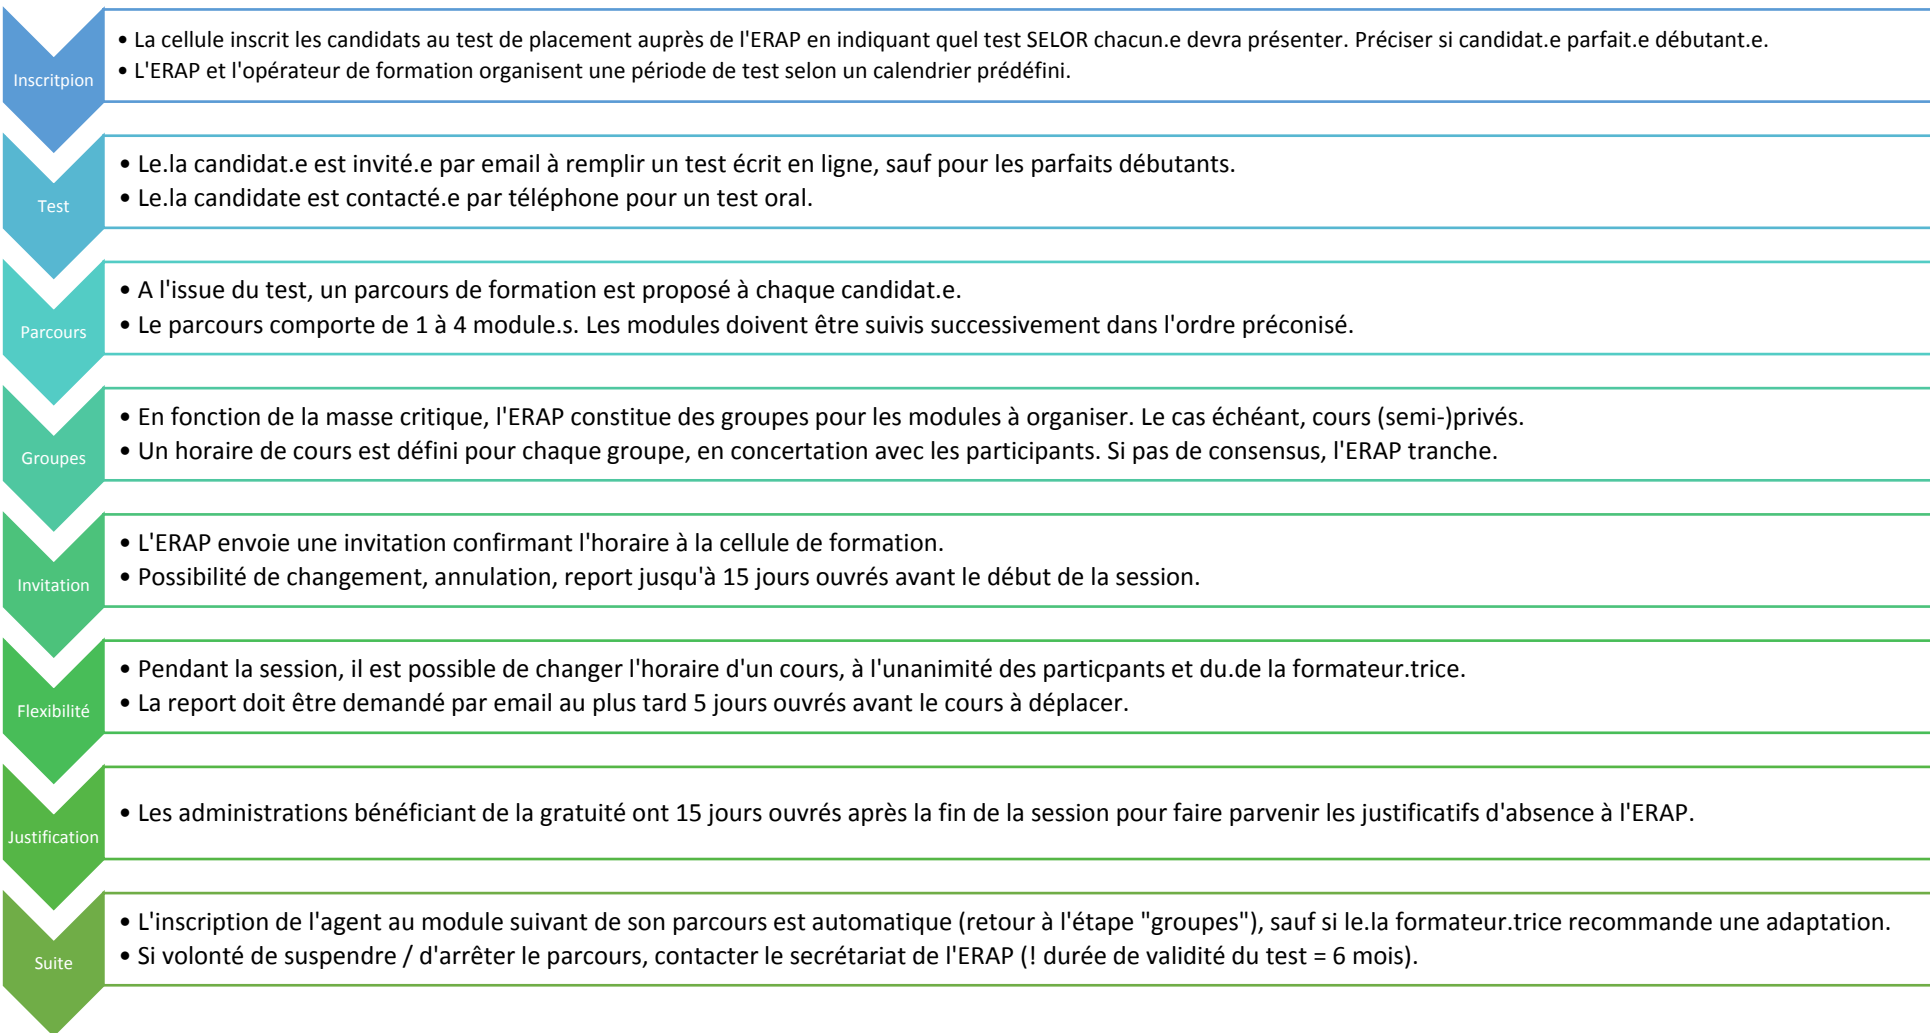 Inscritpion
• La cellule inscrit les candidats au test de placement auprès de l'ERAP en indiquant quel test SELOR chacun.e devra présenter. Préciser si candidat.e parfait.e débutant.e.
• L'ERAP et l'opérateur de formation organisent une période de test selon un calendrier prédéfini.
Test
• Le.la candidat.e est invité.e par email à remplir un test écrit en ligne, sauf pour les parfaits débutants.
• Le.la candidate est contacté.e par téléphone pour un test oral.
Parcours
• A l'issue du test, un parcours de formation est proposé à chaque candidat.e.
• Le parcours comporte de 1 à 4 module.s. Les modules doivent être suivis successivement dans l'ordre préconisé.
Groupes
• En fonction de la masse critique, l'ERAP constitue des groupes pour les modules à organiser. Le cas échéant, cours (semi-)privés.
• Un horaire de cours est défini pour chaque groupe, en concertation avec les participants. Si pas de consensus, l'ERAP tranche.
Invitation
• L'ERAP envoie une invitation confirmant l'horaire à la cellule de formation.
• Possibilité de changement, annulation, report jusqu'à 15 jours ouvrés avant le début de la session.
Flexibilité
• Pendant la session, il est possible de changer l'horaire d'un cours, à l'unanimité des particpants et du.de la formateur.trice.
• La report doit être demandé par email au plus tard 5 jours ouvrés avant le cours à déplacer.
Justification
• Les administrations bénéficiant de la gratuité ont 15 jours ouvrés après la fin de la session pour faire parvenir les justificatifs d'absence à l'ERAP.
Suite
• L'inscription de l'agent au module suivant de son parcours est automatique (retour à l'étape "groupes"), sauf si le.la formateur.trice recommande une adaptation.
• Si volonté de suspendre / d'arrêter le parcours, contacter le secrétariat de l'ERAP (! durée de validité du test = 6 mois).